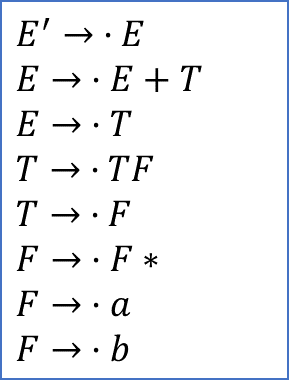 E′ → · E
E → · E + T
E → · T
T → · TF
T → · F
F → · F ∗
F → · a
F → · b